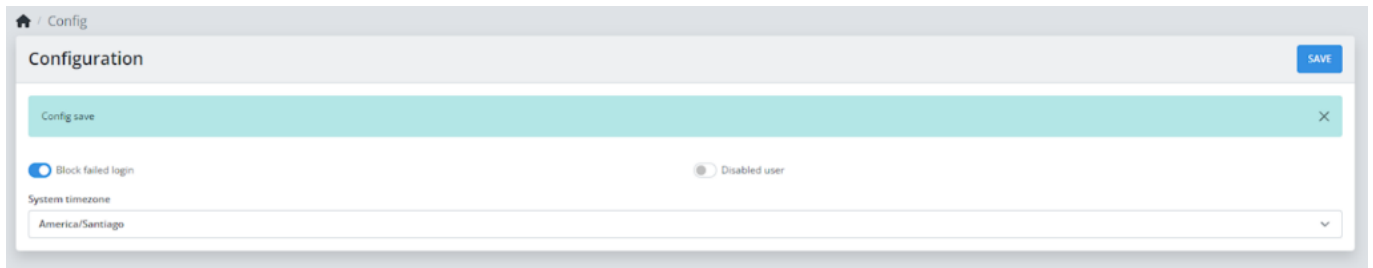 / Config
Configuration
SAVE
Config save
Block failed login
Disabled user
System timezone
America/Santiago